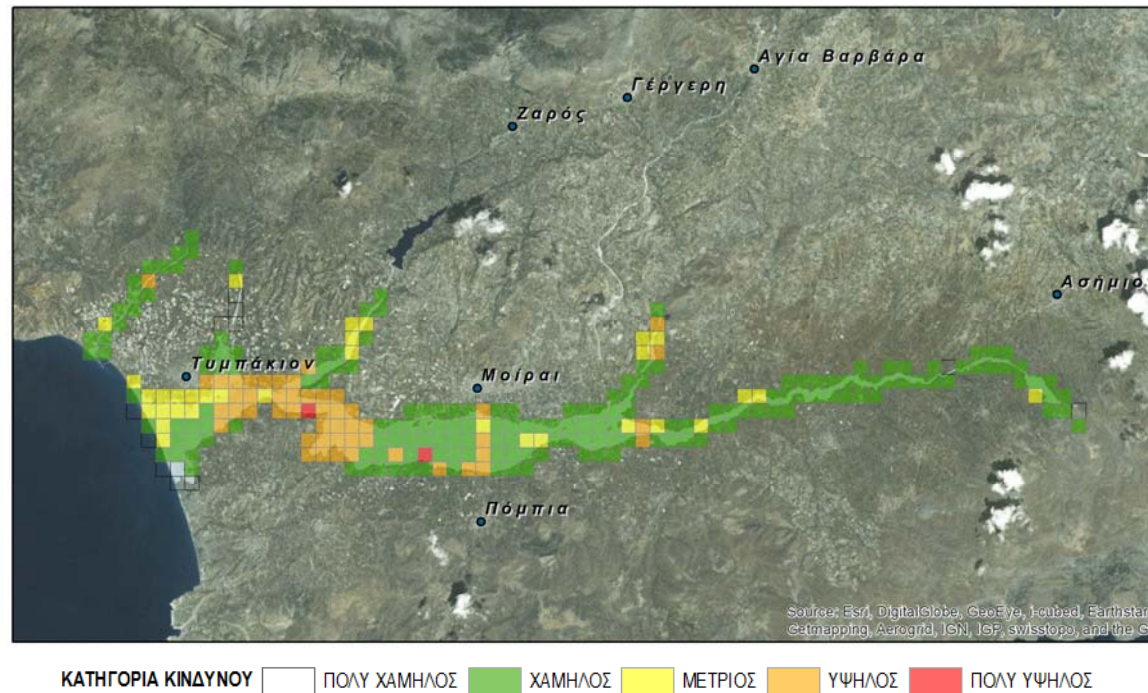 Αγία Βαρβάρα
Γέργερη
Ζαρός
Ασήμιο
Τυμπάκιον
Μοίραι
Πόμπια
Source: Esri, DigitalGlobe, GeoEye, i-cubed, Earthstar
Getmapping, Aerogrid, IGN, IGP, swisstopo, and the G
ΚΑΤΗΓΟΡΙΑ ΚΙΝΔΥΝΟΥ ΠΟΛΥ ΧΑΜΗΛΟΣ ΧΑΜΗΛΟΣ ΜΕΤΡΙΟΣ ΥΨΗΛΟΣ ΠΟΛΥ ΥΨΗΛΟΣ